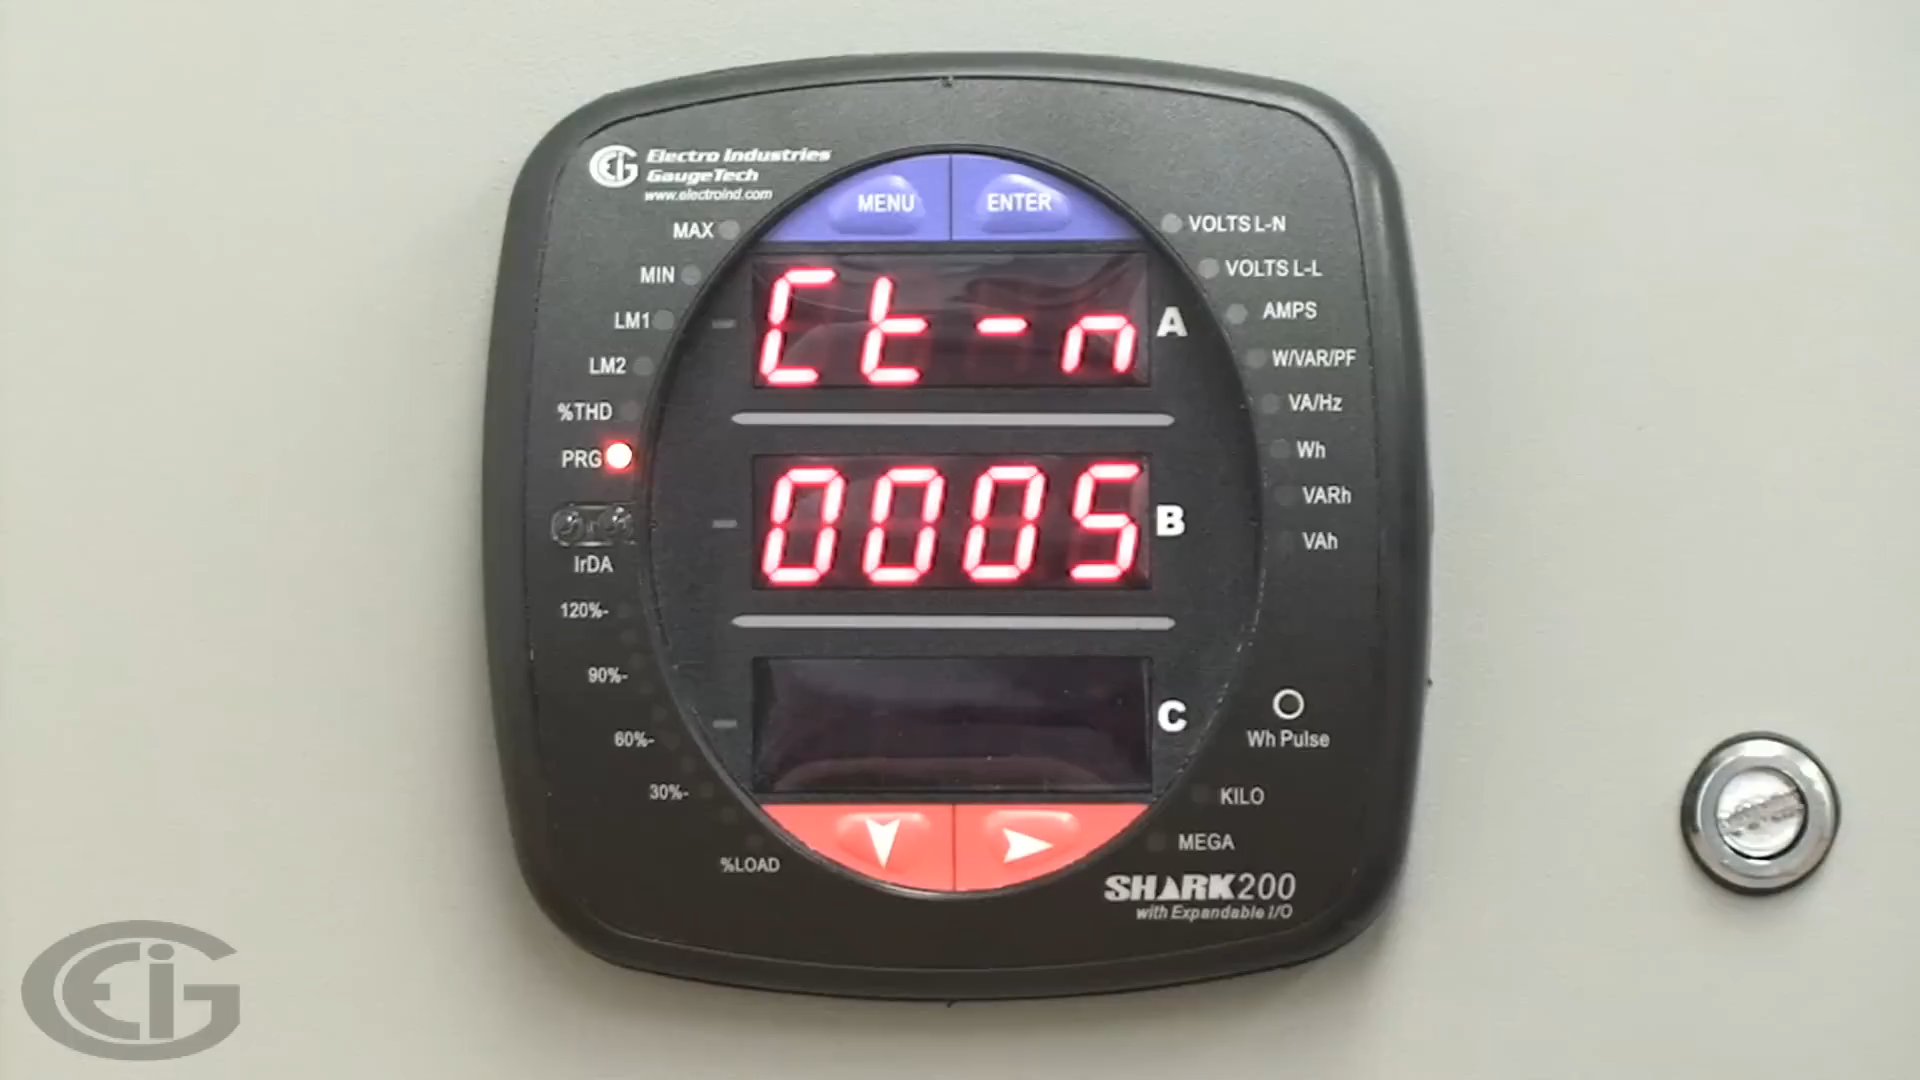 Electro Industries
GaugeTech
www.electroind.com
MENU
ENTER
MAX
MIN
LM1
LM2
%THD
PRG
IrDA
120%-
90%-
60%-
30%-
%LOAD
Ct-n
A
0005
B
C
VOLTS L-N
VOLTS L-L
AMPS
W/VAR/PF
VA/Hz
Wh
VARh
VAh
Wh Pulse
KILO
MEGA
SHARK200
with Expandable I/O
EIG